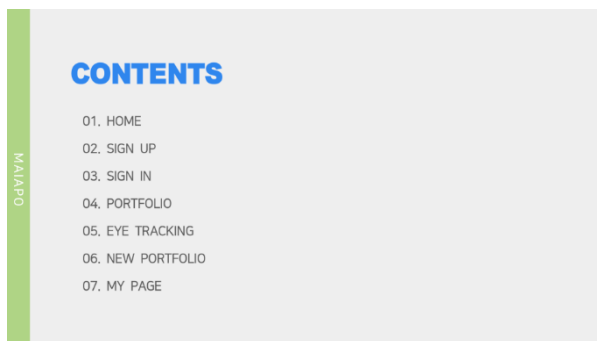 MAIAPO
CONTENTS
01. HOME
02. SIGN UP
03. SIGN IN
04. PORTFOLIO
05. EYE TRACKING
06. NEW PORTFOLIO
07. MY PAGE